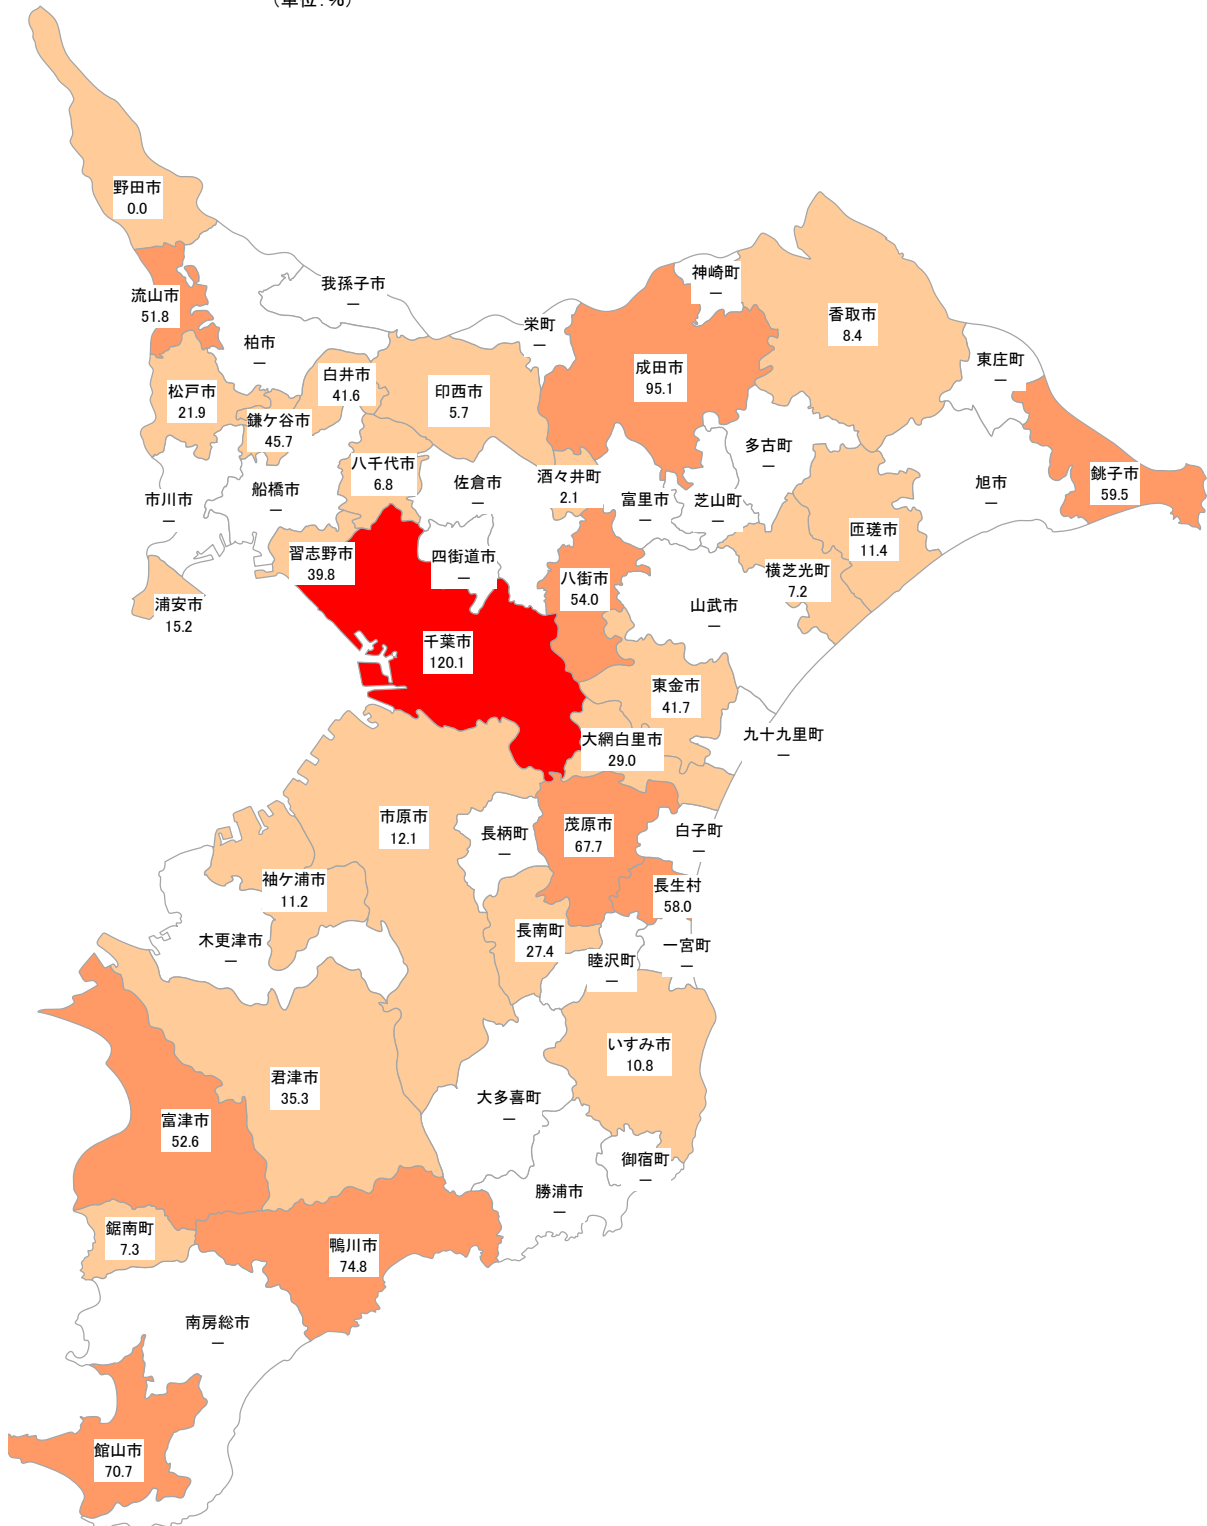 (単位:%)
野田市
0.0
流山市
51.8
我孫子市
―
柏市
―
神崎町
―
栄町
―
香取市
8.4
成田市
95.1
東庄町
―
松戸市
21.9
白井市
41.6
印西市
5.7
鎌ケ谷市
45.7
多古町
―
八千代市
6.8
佐倉市
―
酒々井町
2.1
富里市
―
芝山町
―
旭市
―
銚子市
59.5
市川市
―
船橋市
―
匝瑳市
11.4
習志野市
39.8
四街道市
―
八街市
54.0
横芝光町
7.2
山武市
―
浦安市
15.2
千葉市
120.1
東金市
41.7
大網白里市
29.0
九十九里町
―
市原市
12.1
長柄町
―
茂原市
67.7
白子町
―
袖ケ浦市
11.2
長生村
58.0
木更津市
―
長南町
27.4
睦沢町
―
一宮町
―
いすみ市
10.8
君津市
35.3
大多喜町
―
富津市
52.6
御宿町
―
勝浦市
―
鋸南町
7.3
鴨川市
74.8
南房総市
―
館山市
70.7